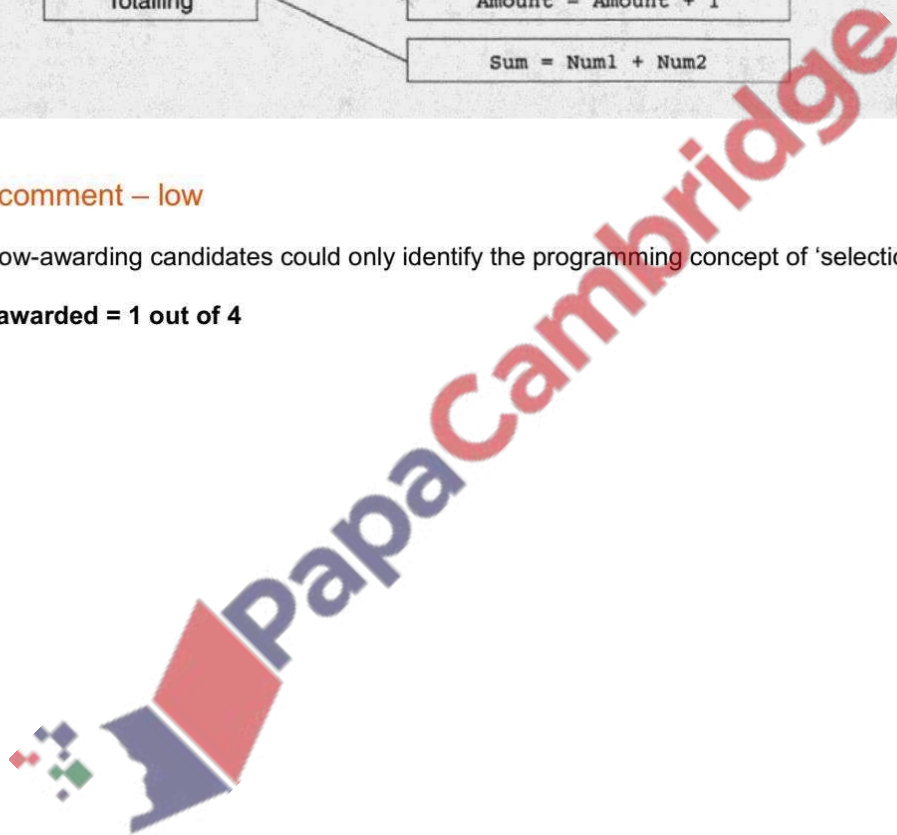 Totalling
Amount = Amount + 1
Sum = Num1 + Num2
comment – low
ow-awarding candidates could only identify the programming concept of ‘selectio
awarded = 1 out of 4
PapaCambridge